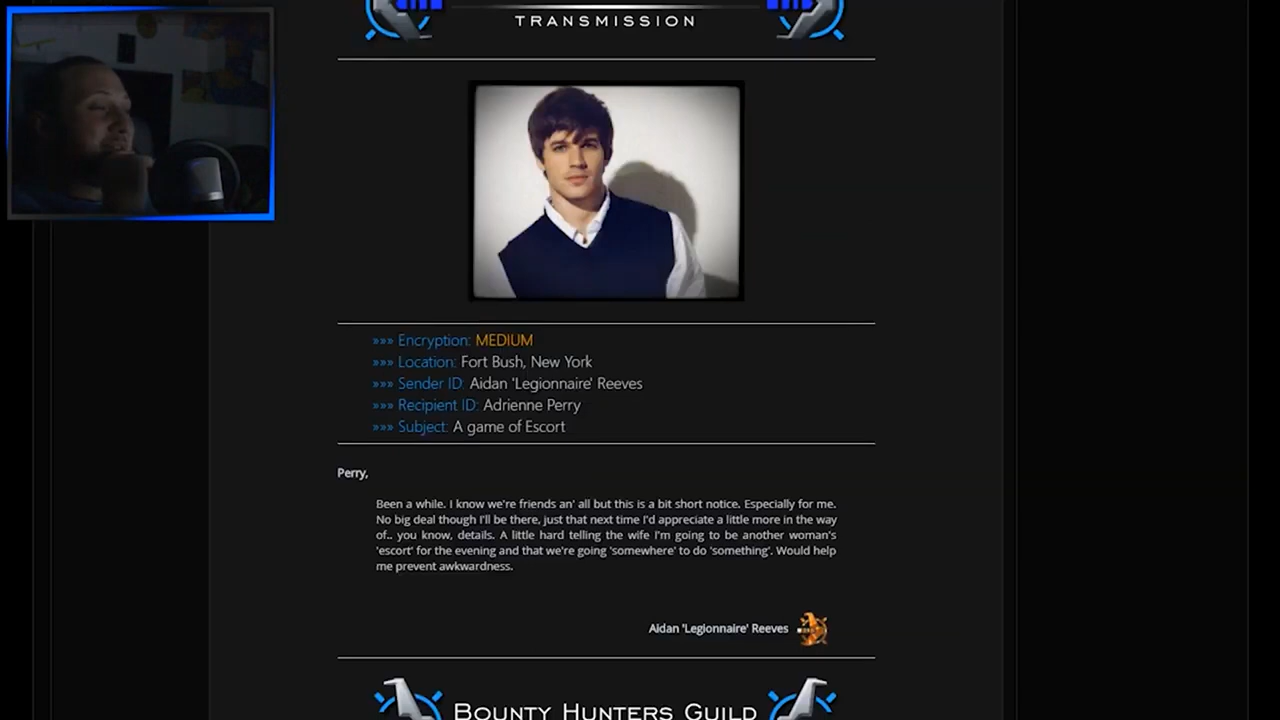 TRANSMISSION
»»» Encryption: MEDIUM
»»» Location: Fort Bush, New York
»»» Sender ID: Aidan 'Legionnaire' Reeves
»»» Recipient ID: Adrienne Perry
»»» Subject: A game of Escort
Perry,
Been a while. I know we're friends an' all but this is a bit short notice. Especially for me.
No big deal though I'll be there, just that next time I'd appreciate a little more in the way
of.. you know, details. A little hard telling the wife I'm going to be another woman's
'escort' for the evening and that we're going 'somewhere' to do 'something'. Would help
me prevent awkwardness.
Aidan 'Legionnaire' Reeves
BOUNTY HUNTERS GUILD